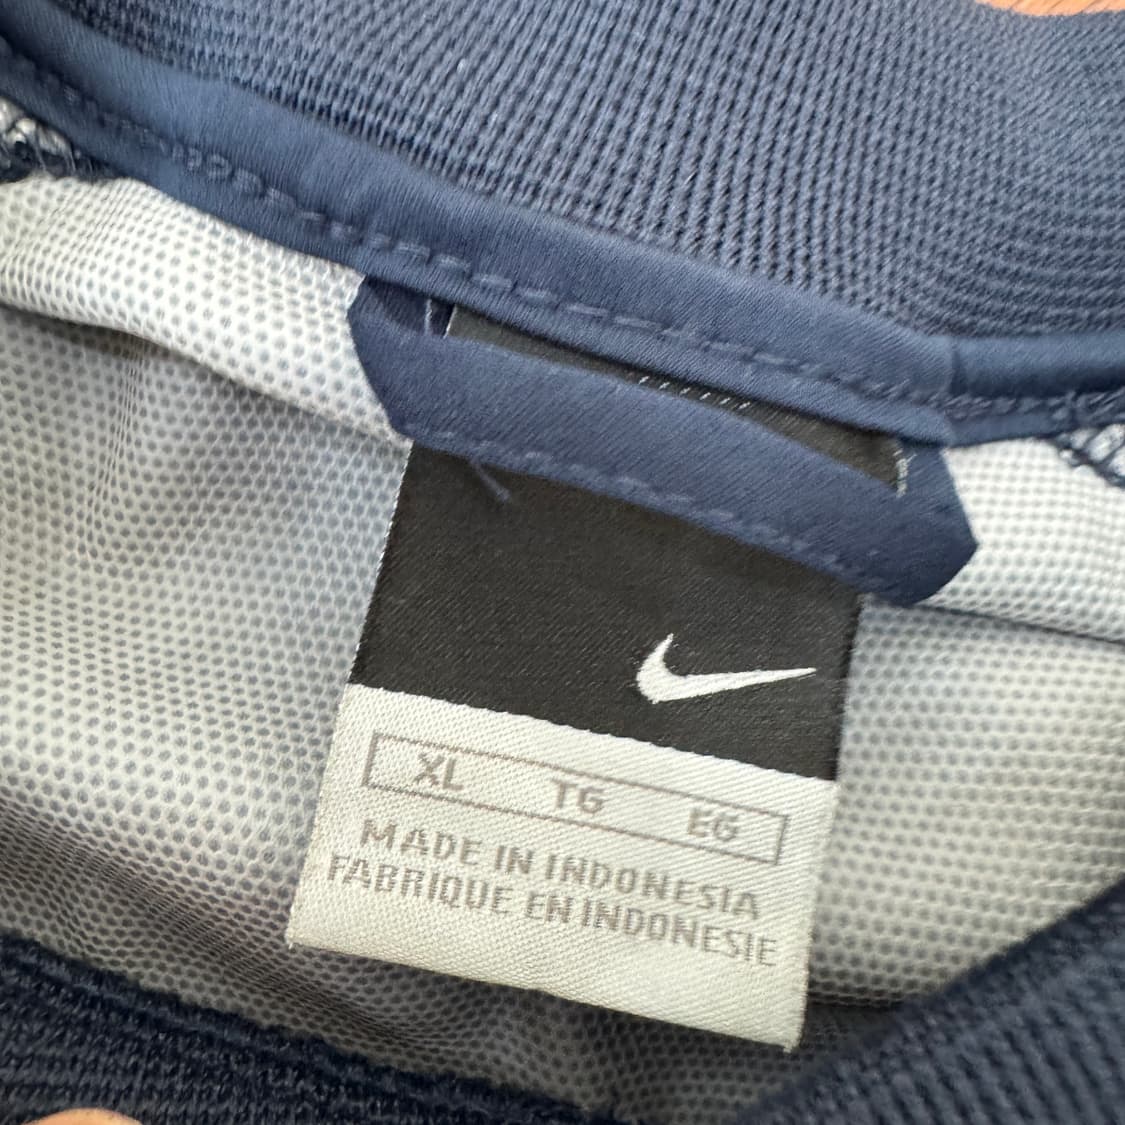 XL TG EG
MADE IN INDONESIA
FABRIQUE EN INDONESIE